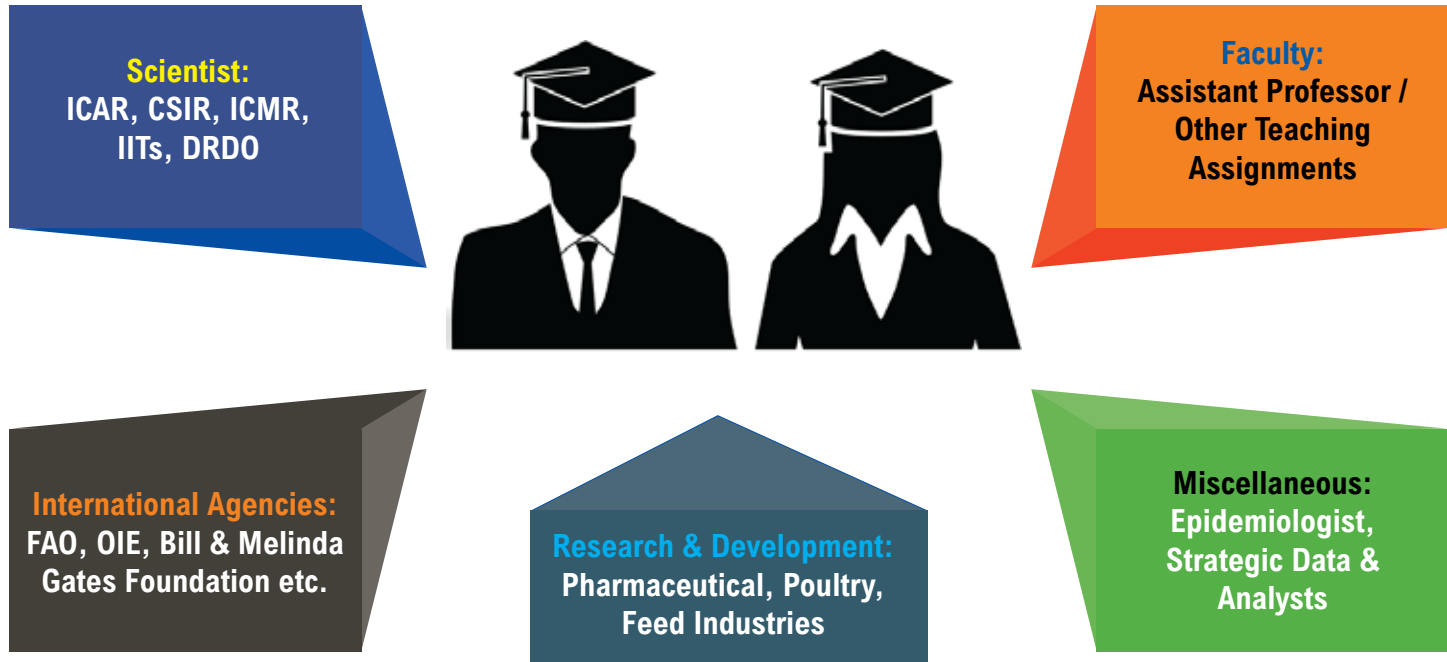 Scientist:
ICAR, CSIR, ICMR,
IITs, DRDO
Faculty:
Assistant Professor /
Other Teaching
Assignments
International Agencies:
FAO, OIE, Bill & Melinda
Gates Foundation etc.
Research & Development:
Pharmaceutical, Poultry,
Feed Industries
Miscellaneous:
Epidemiologist,
Strategic Data &
Analysts